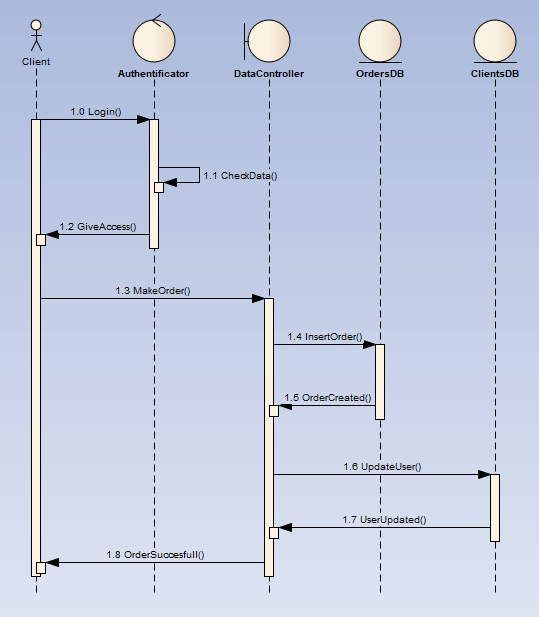 Client
Authentificator
DataController
OrdersDB
ClientsDB
1.0 Login()
1.1 CheckData()
1.2 GiveAccess()
1.3 MakeOrder()
1.4 InsertOrder()
1.5 OrderCreated()
1.6 UpdateUser()
1.7 UserUpdated()
1.8 OrderSuccesfull()